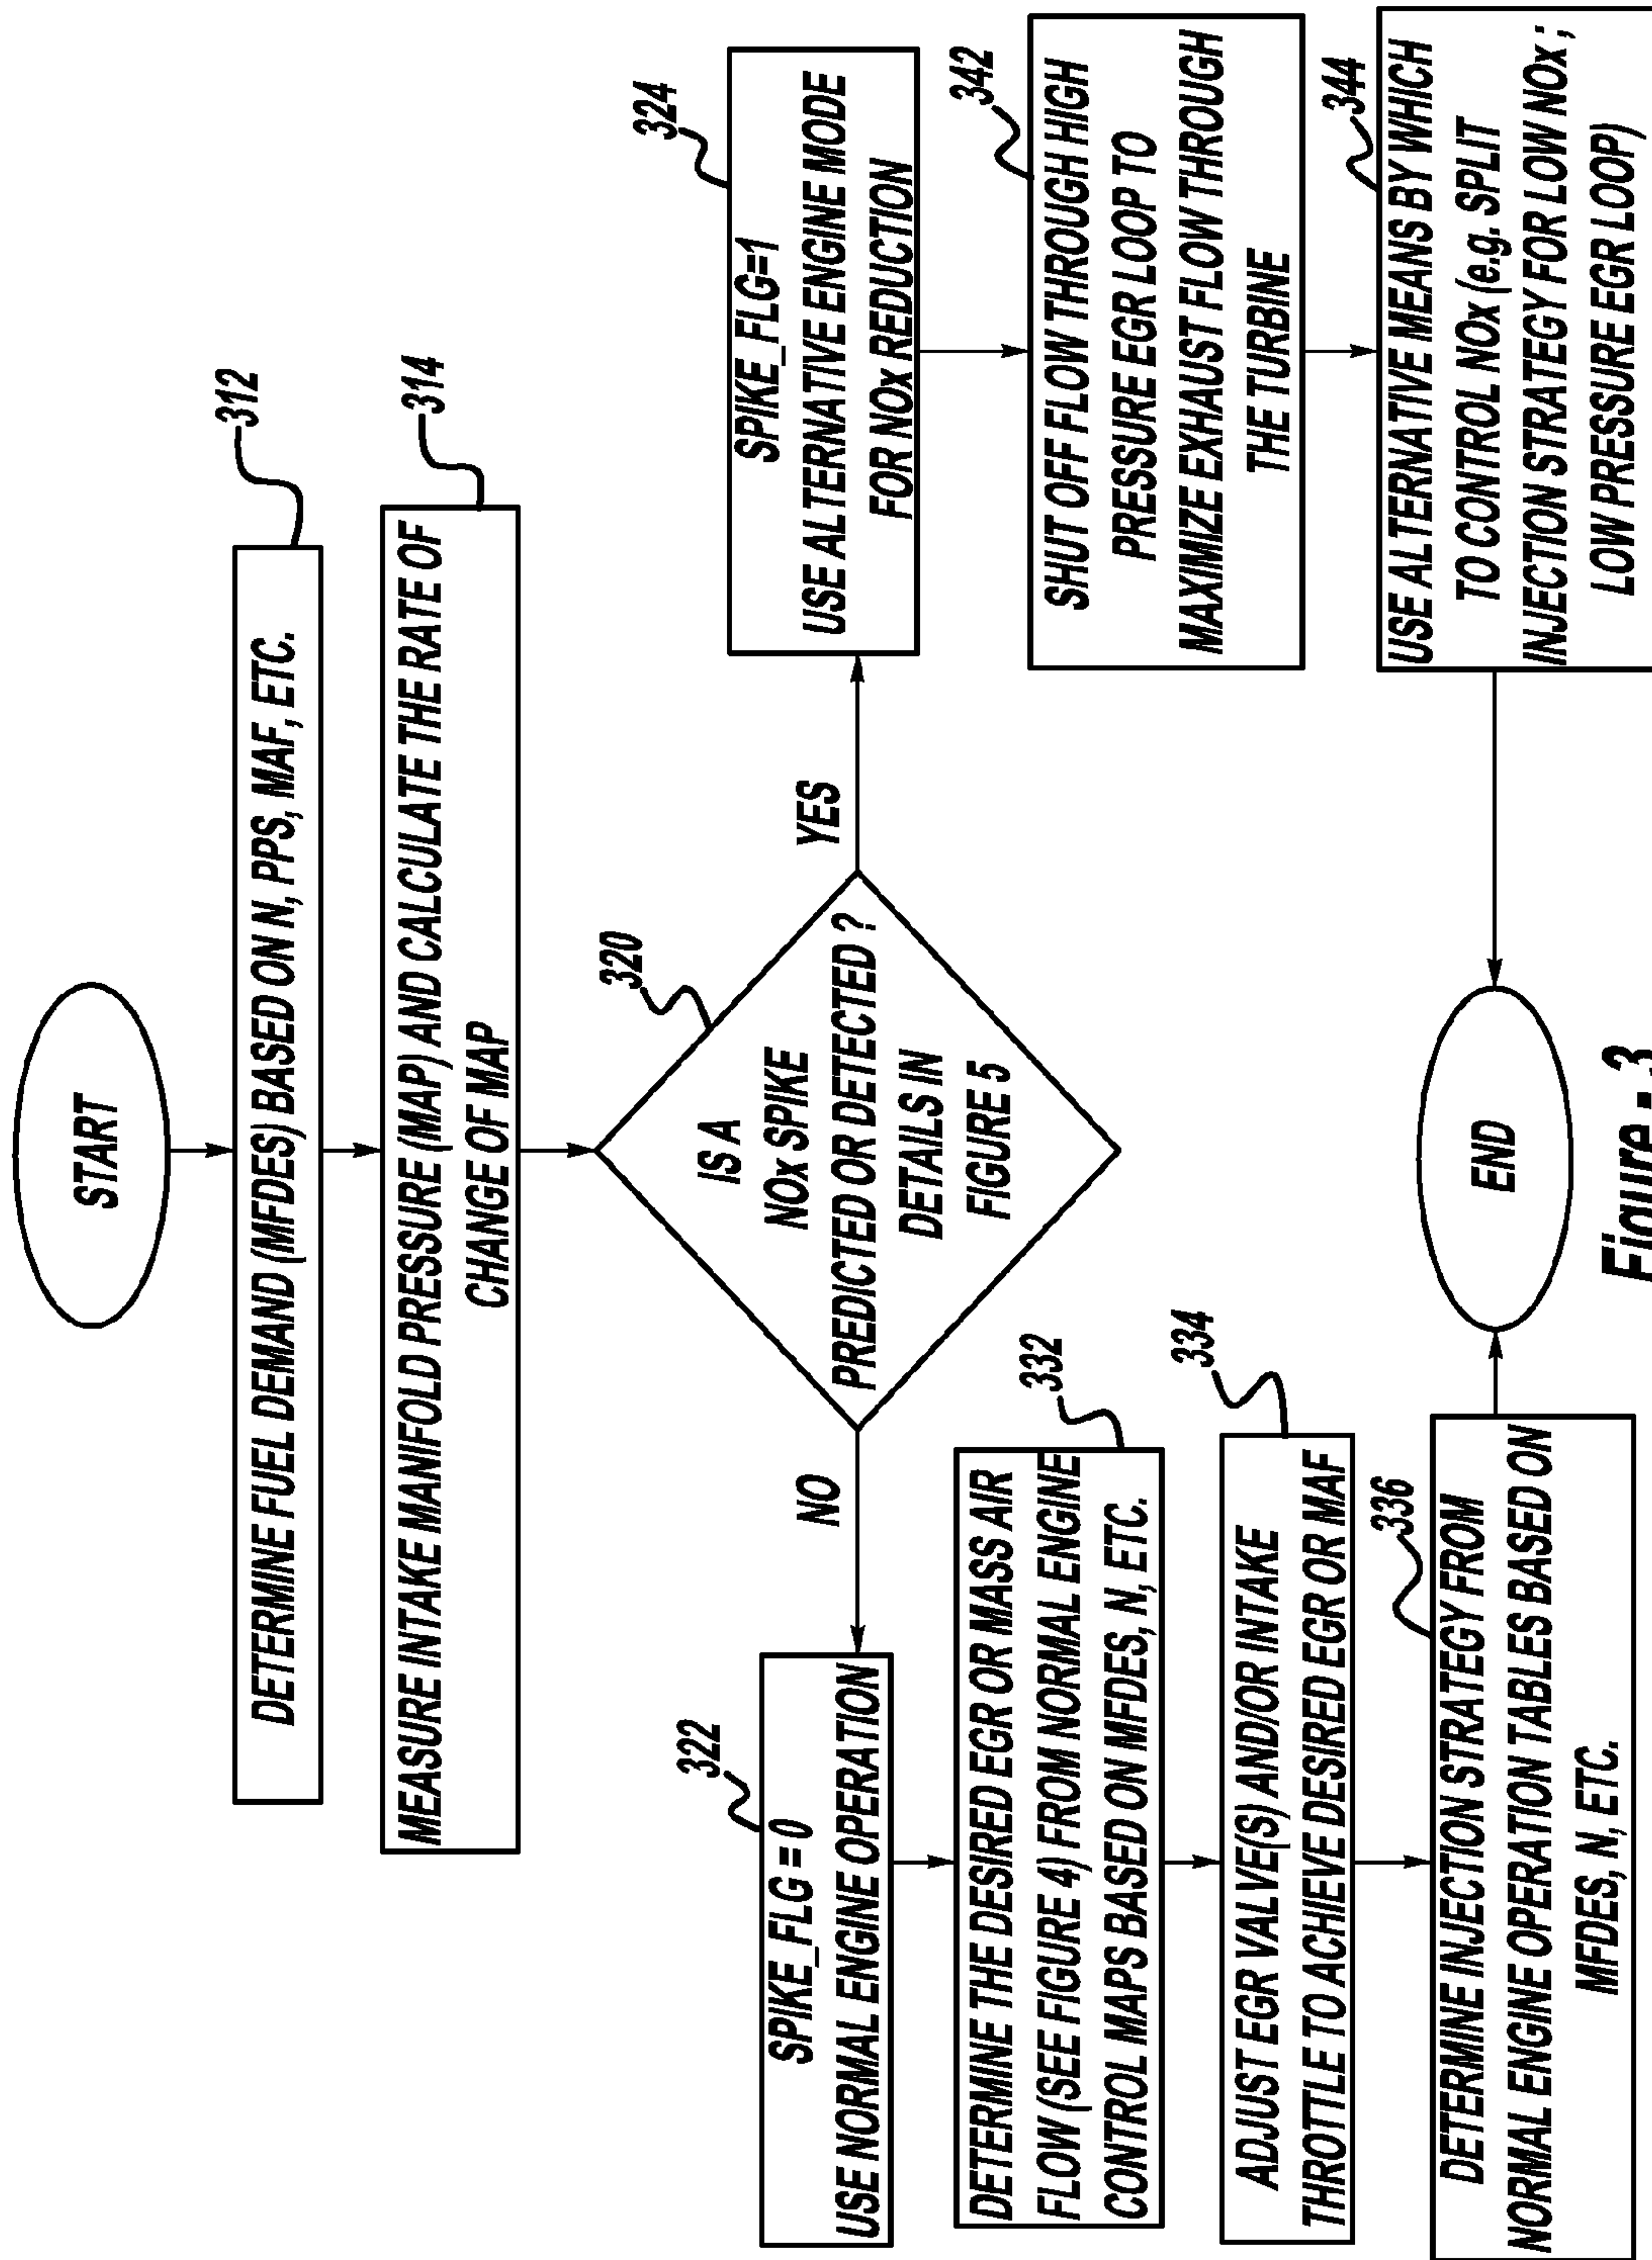 START
312
DETERMINE FUEL DEMAND (MFDES) BASED ON N, PPS, MAF, ETC.
314
MEASURE INTAKE MANIFOLD PRESSURE (MAP) AND CALCULATE THE RATE OF
CHANGE OF MAP
320
IS A
NOx SPIKE
PREDICTED OR DETECTED ?
DETAILS IN
FIGURE 5
NO
YES
322
SPIKE_FLG = 0
USE NORMAL ENGINE OPERATION
332
DETERMINE THE DESIRED EGR OR MASS AIR
FLOW (SEE FIGURE 4) FROM NORMAL ENGINE
CONTROL MAPS BASED ON MFDES, N, ETC.
334
ADJUST EGR VALVE(S) AND/OR INTAKE
THROTTLE TO ACHIEVE DESIRED EGR OR MAF
336
DETERMINE INJECTION STRATEGY FROM
NORMAL ENGINE OPERATION TABLES BASED ON
MFDES, N, ETC.
324
SPIKE_FLG=1
USE ALTERNATIVE ENGINE MODE
FOR NOx REDUCTION
342
SHUT OFF FLOW THROUGH HIGH
PRESSURE EGR LOOP TO
MAXIMIZE EXHAUST FLOW THROUGH
THE TURBINE
344
USE ALTERNATIVE MEANS BY WHICH
TO CONTROL NOx (e.g. SPLIT
INJECTION STRATEGY FOR LOW NOx ;
LOW PRESSURE EGR LOOP)
END
Figure - 3